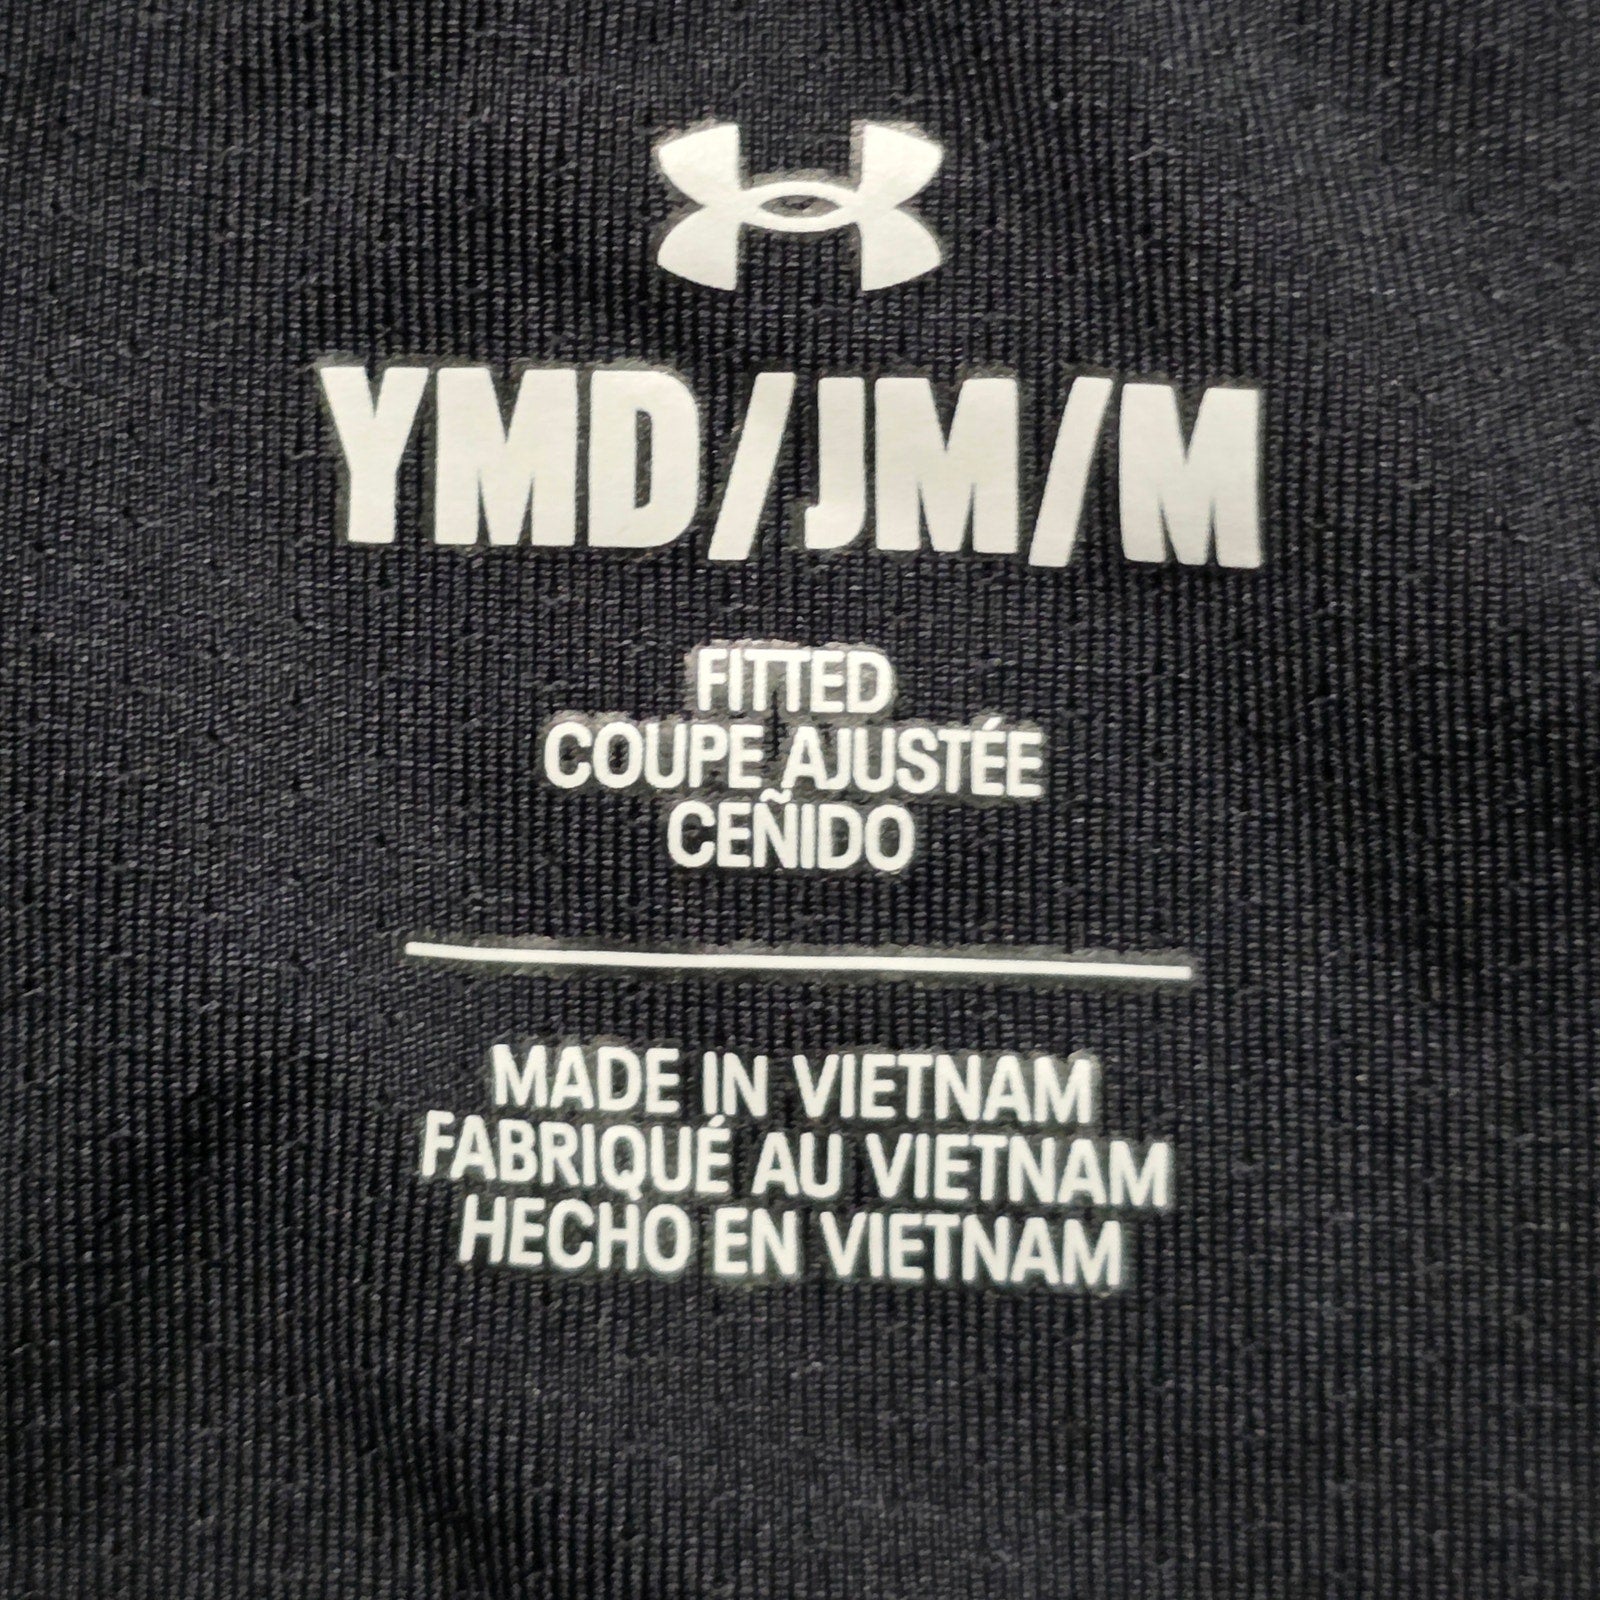 YMD/JM/M
FITTED
COUPE AJUSTÉE
CEÑIDO
MADE IN VIETNAM
FABRIQUÉ AU VIETNAM
HECHO EN VIETNAM